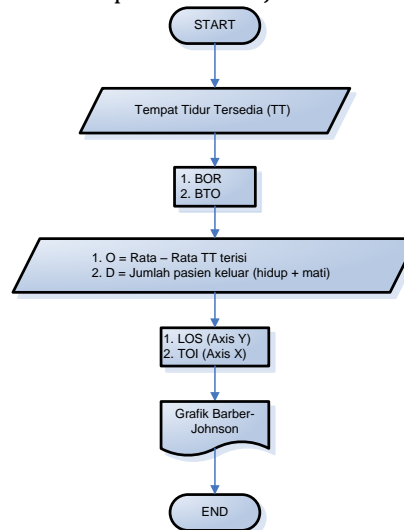 START
Tempat Tidur Tersedia (TT)
1. BOR
2. BTO
1. O = Rata – Rata TT terisi
2. D = Jumlah pasien keluar (hidup + mati)
1. LOS (Axis Y)
2. TOI (Axis X)
Grafik Barber-
Johnson
END